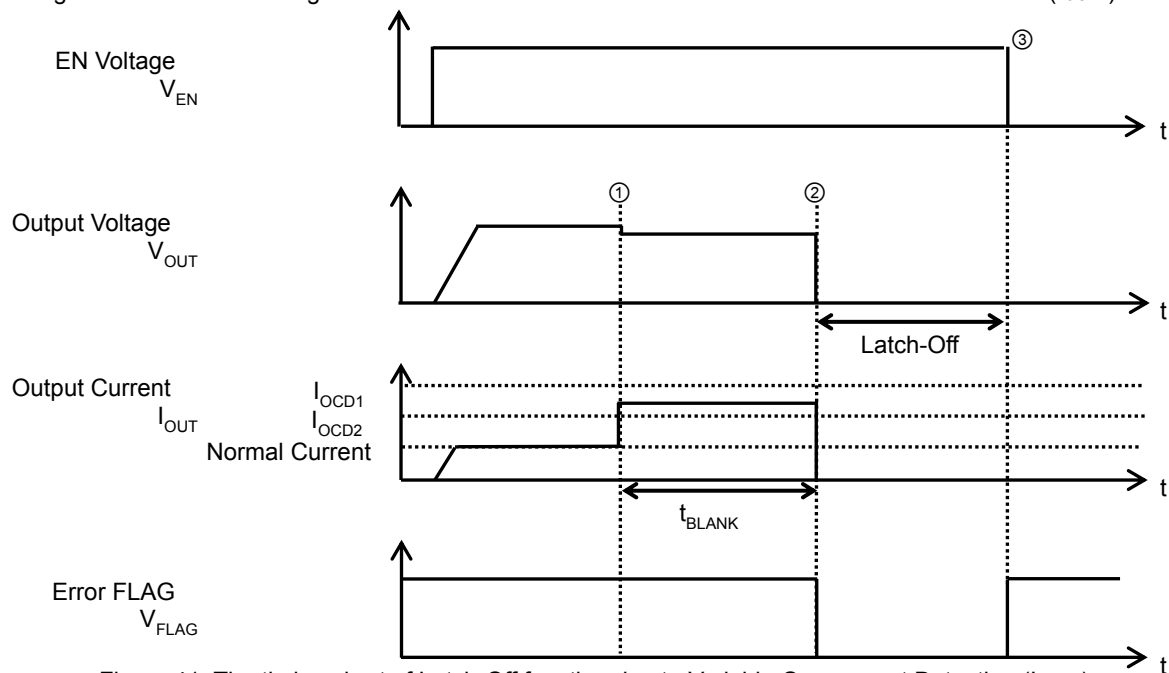 ③
EN Voltage
V_EN
t
①
②
Output Voltage
V_OUT
t
Latch-Off
Output Current
I_OUT
I_OCD1
I_OCD2
Normal Current
t
t_BLANK
Error FLAG
V_FLAG
t